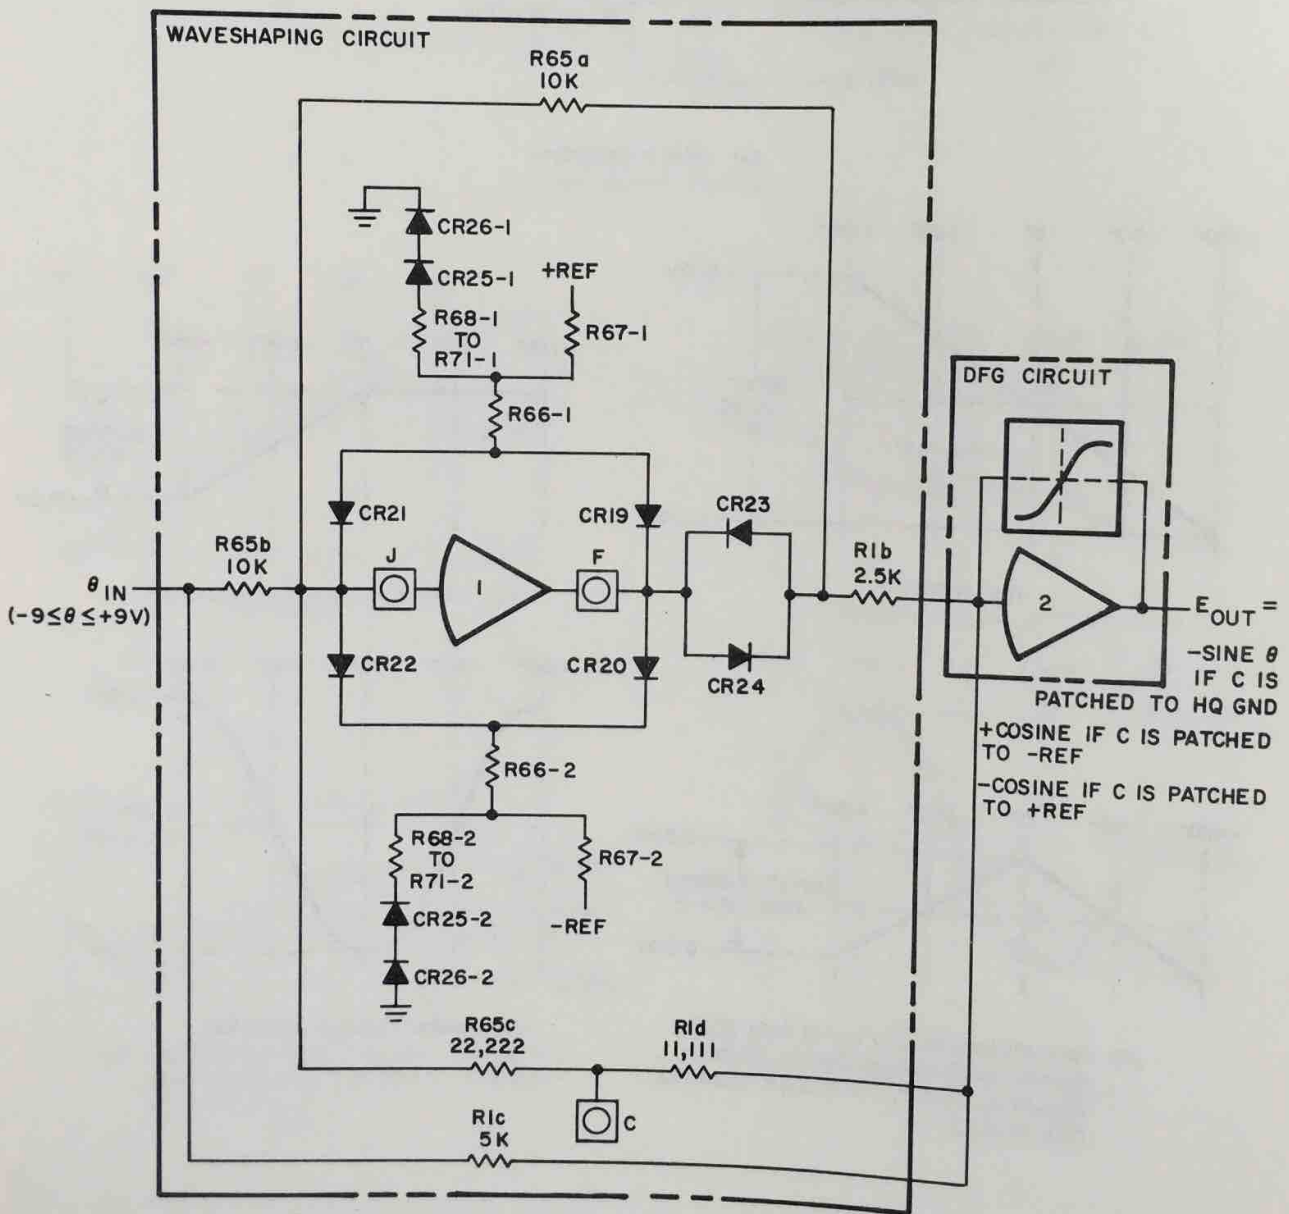 WAVESHAPING CIRCUIT
R65a
10K
CR26-1
CR25-1
+REF
R68-1
TO
R71-1
R67-1
R66-1
DFG CIRCUIT
CR21
CR19
CR23
R65b
10K
J
F
R1b
2.5K
θ IN
(-9≤θ≤+9V)
1
2
E OUT =
-SINE θ
IF C IS
PATCHED TO HQ GND
+COSINE IF C IS PATCHED
TO -REF
-COSINE IF C IS PATCHED
TO +REF
CR22
CR20
CR24
R66-2
R68-2
TO
R71-2
R67-2
CR25-2
-REF
CR26-2
R65c
22,222
R1d
11,111
C
R1c
5K